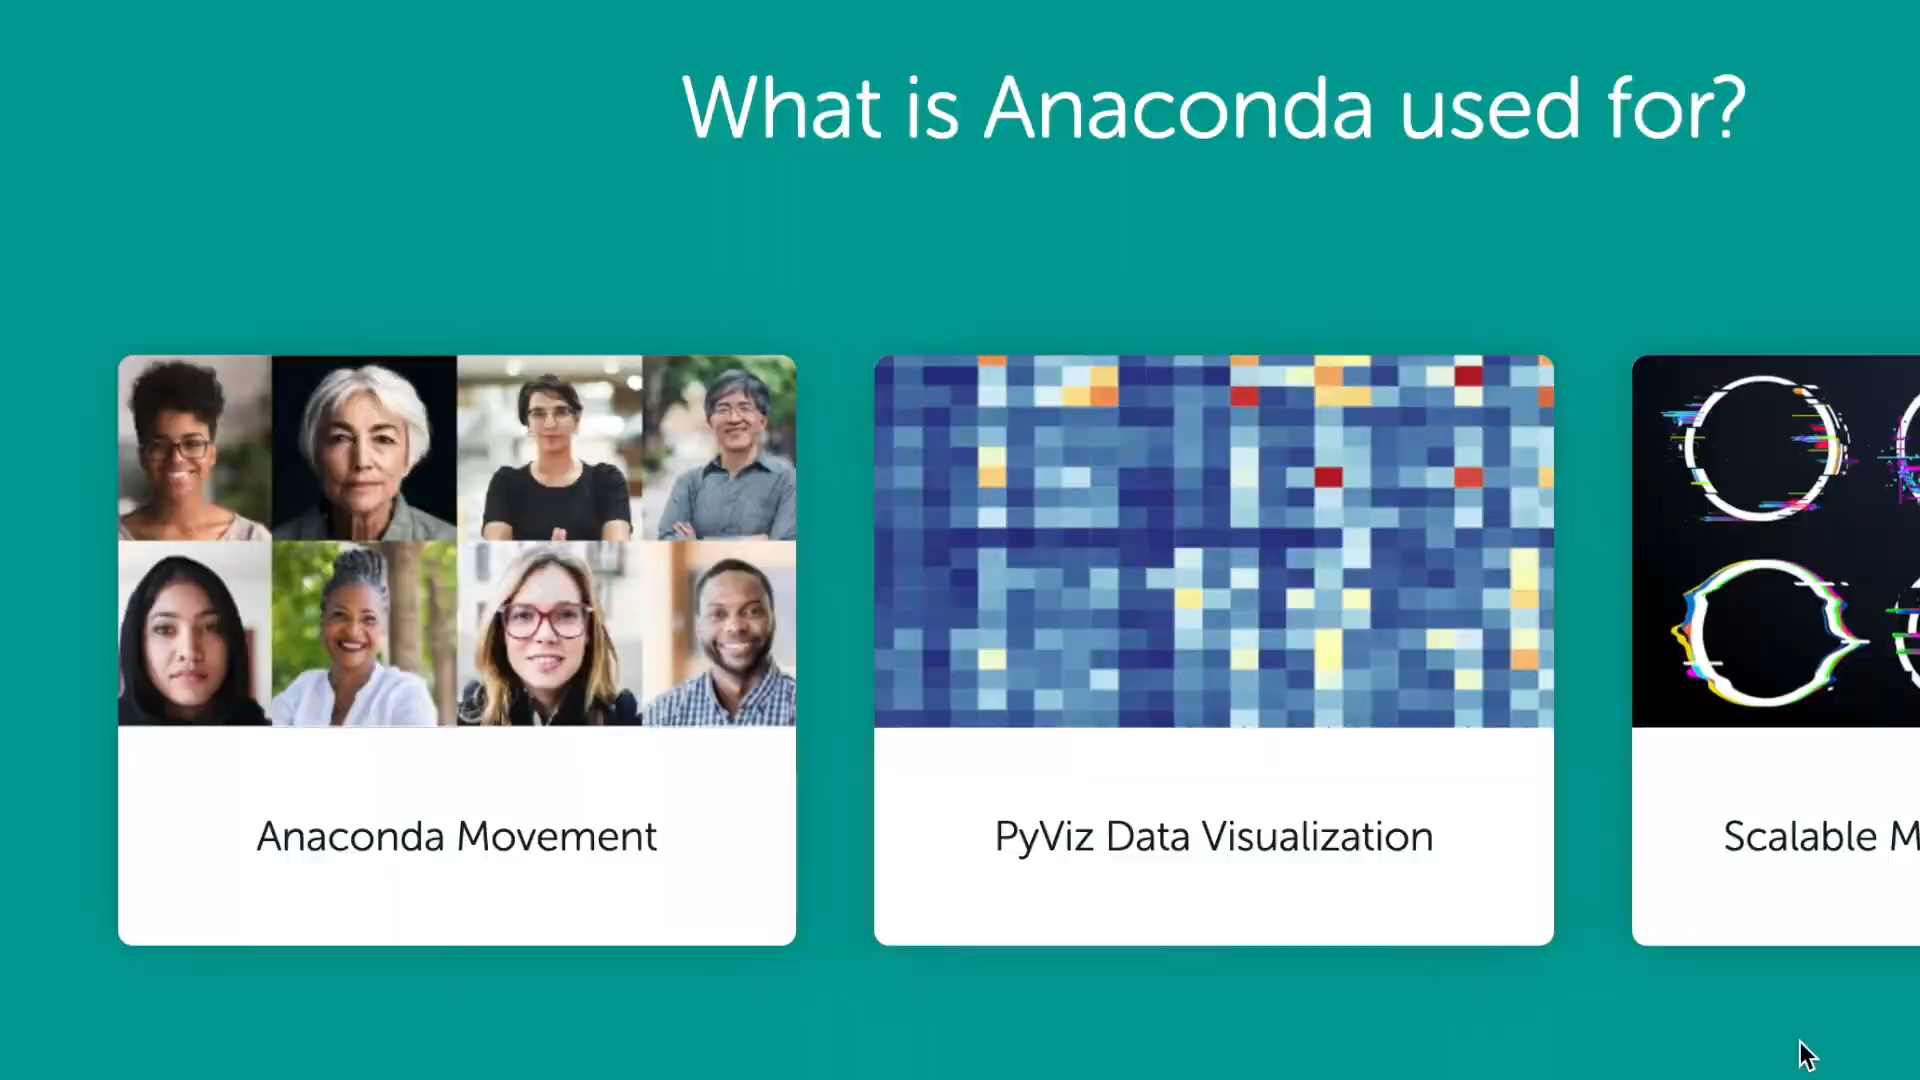 What is Anaconda used for?
Anaconda Movement
PyViz Data Visualization
Scalable M